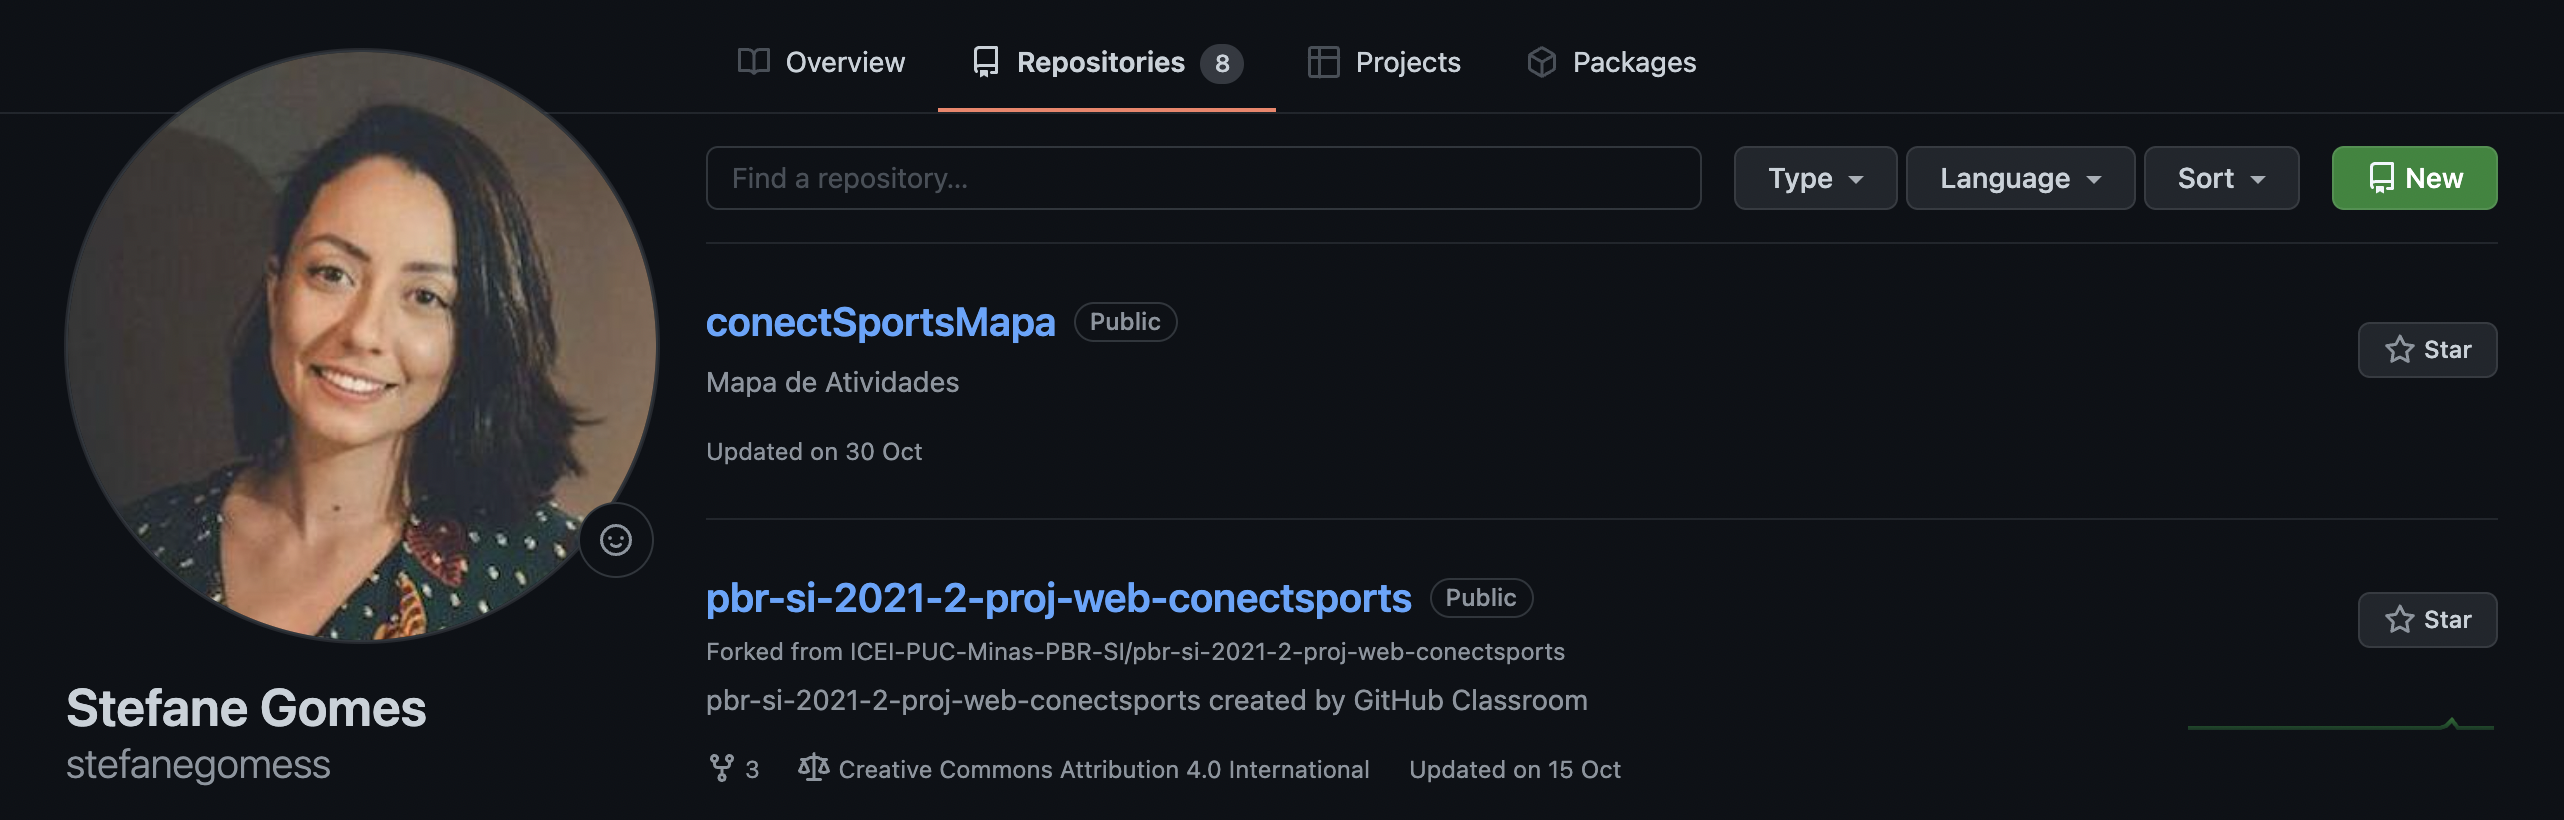 Overview Repositories 8 Projects Packages
Find a repository... Type Language Sort New
conectSportsMapa Public
Star
Mapa de Atividades
Updated on 30 Oct
pbr-si-2021-2-proj-web-conectsports Public
Star
Forked from ICEI-PUC-Minas-PBR-SI/pbr-si-2021-2-proj-web-conectsports
pbr-si-2021-2-proj-web-conectsports created by GitHub Classroom
3 Creative Commons Attribution 4.0 International Updated on 15 Oct
Stefane Gomes
stefanegomess